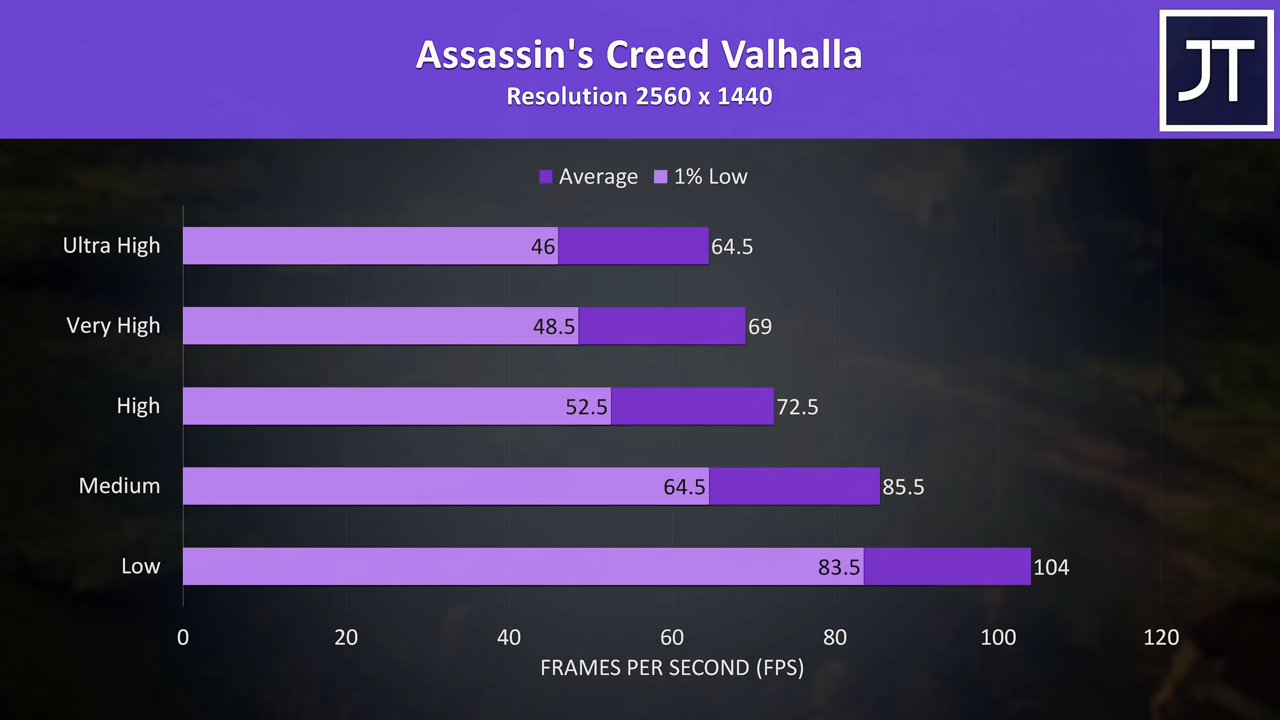 Assassin's Creed Valhalla
Resolution 2560 x 1440
JT
Average 1% Low
Ultra High 46 64.5
Very High 48.5 69
High 52.5 72.5
Medium 64.5 85.5
Low 83.5 104
0 20 40 60 80 100 120
FRAMES PER SECOND (FPS)